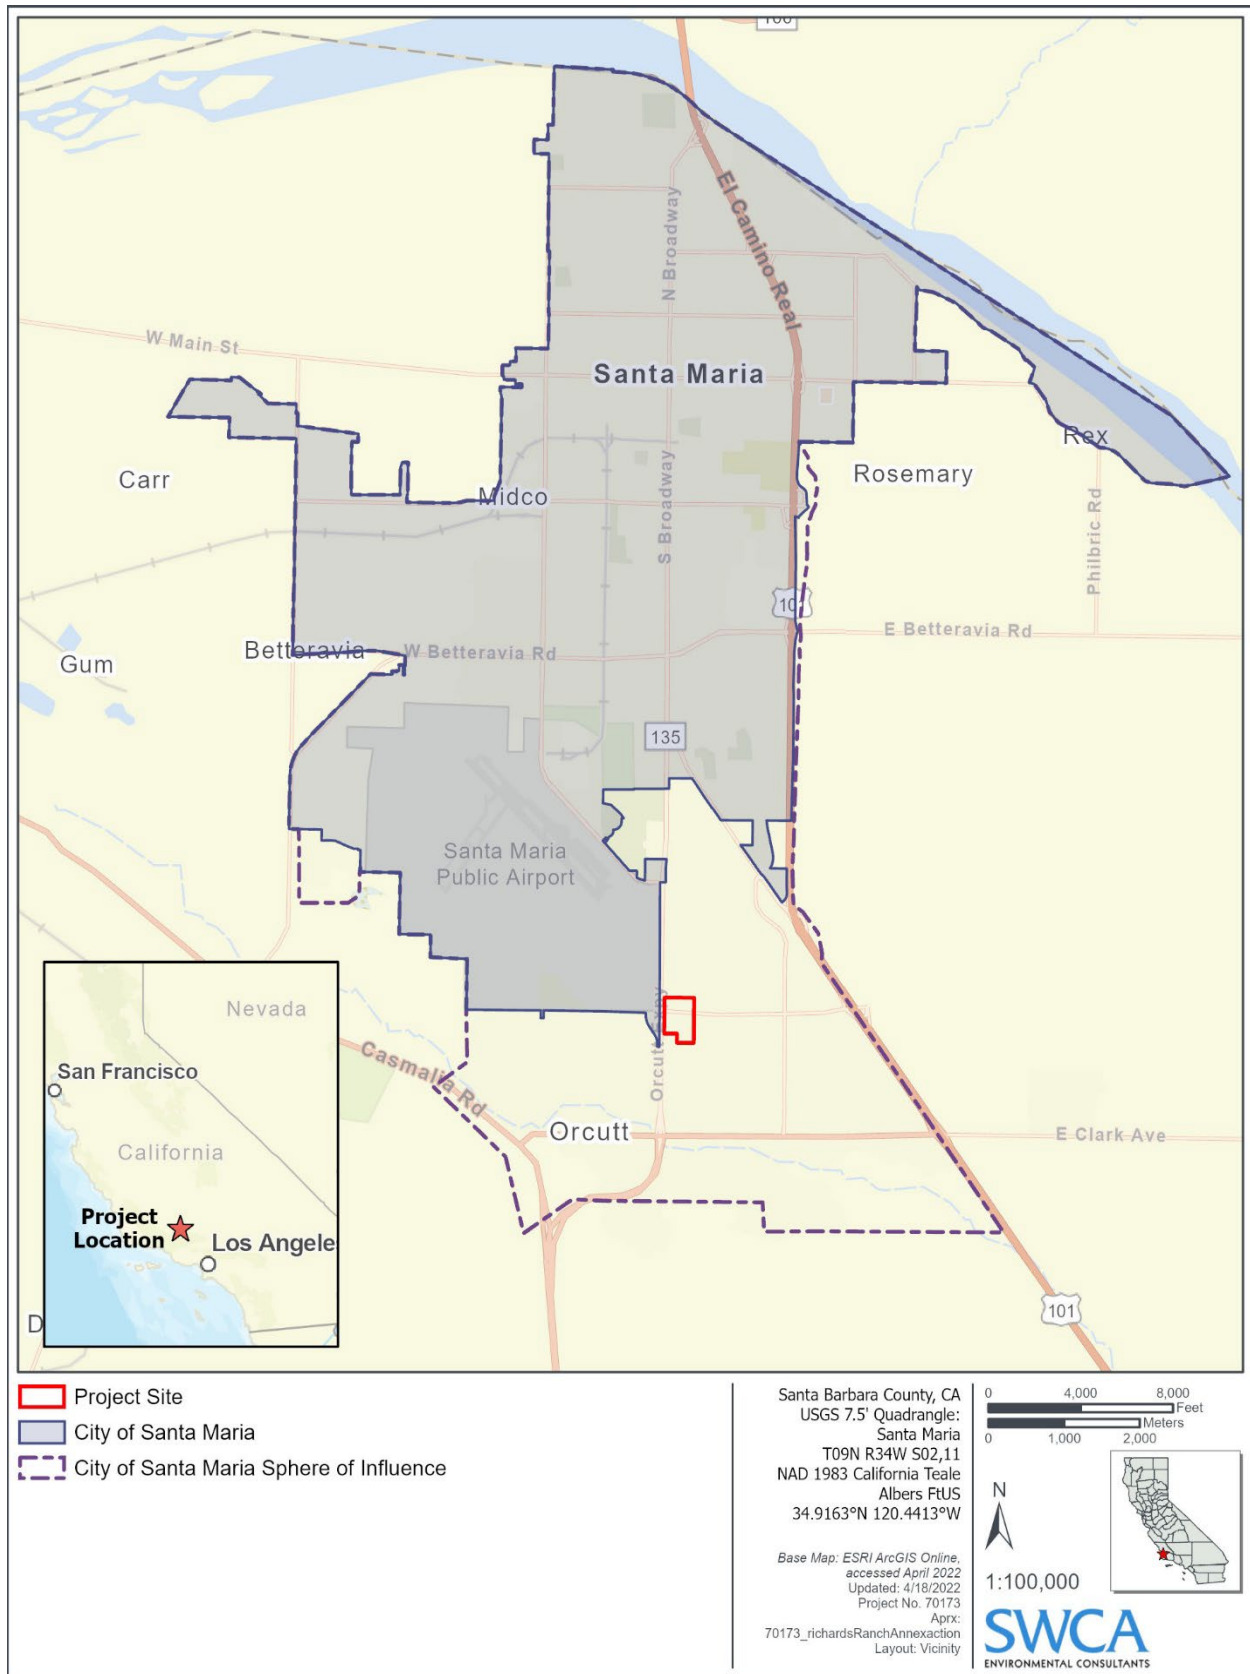 El Camino Real
N Broadway
W Main St
Santa Maria
Rex
Carr
Rosemary
Midco
S Broadway
Philbric Rd
E Betteravia Rd
Betteravia
W Betteravia Rd
Gum
135
Santa Maria
Public Airport
Nevada
San Francisco
California
Project
Location
Los Angele
D
Casmalia Rd
Orcutt
E Clark Ave
101
Project Site
City of Santa Maria
City of Santa Maria Sphere of Influence
Santa Barbara County, CA
USGS 7.5' Quadrangle:
Santa Maria
T09N R34W S02,11
NAD 1983 California Teale
Albers FtUS
34.9163°N 120.4413°W
Base Map: ESRI ArcGIS Online,
accessed April 2022
Updated: 4/18/2022
Project No. 70173
Aprx:
70173_richardsRanchAnnexaction
Layout: Vicinity
0 4,000 8,000
Feet
Meters
0 1,000 2,000
N
1:100,000
SWCA
ENVIRONMENTAL CONSULTANTS